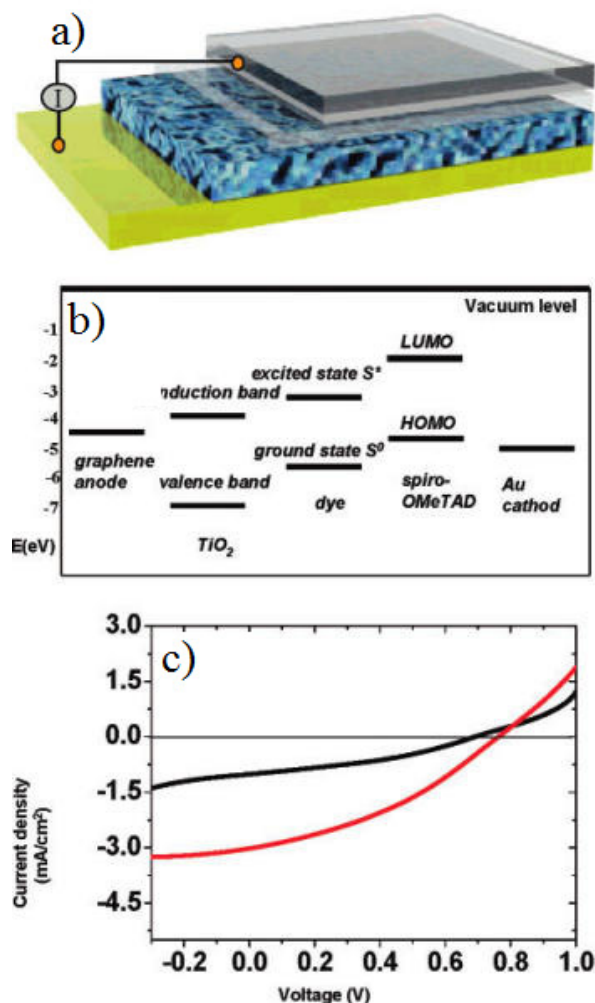 a)
I
b)
Vacuum level
-1
-2
-3
-4
-5
-6
-7
E(eV)
LUMO
excited state S*
nduction band
HOMO
graphene
anode
ground state S⁰
valence band
spiro-
OMeTAD
Au
cathod
dye
TiO₂
c)
3.0
1.5
0.0
-1.5
-3.0
-4.5
Current density
(mA/cm²)
-0.2 0.0 0.2 0.4 0.6 0.8 1.0
Voltage (V)